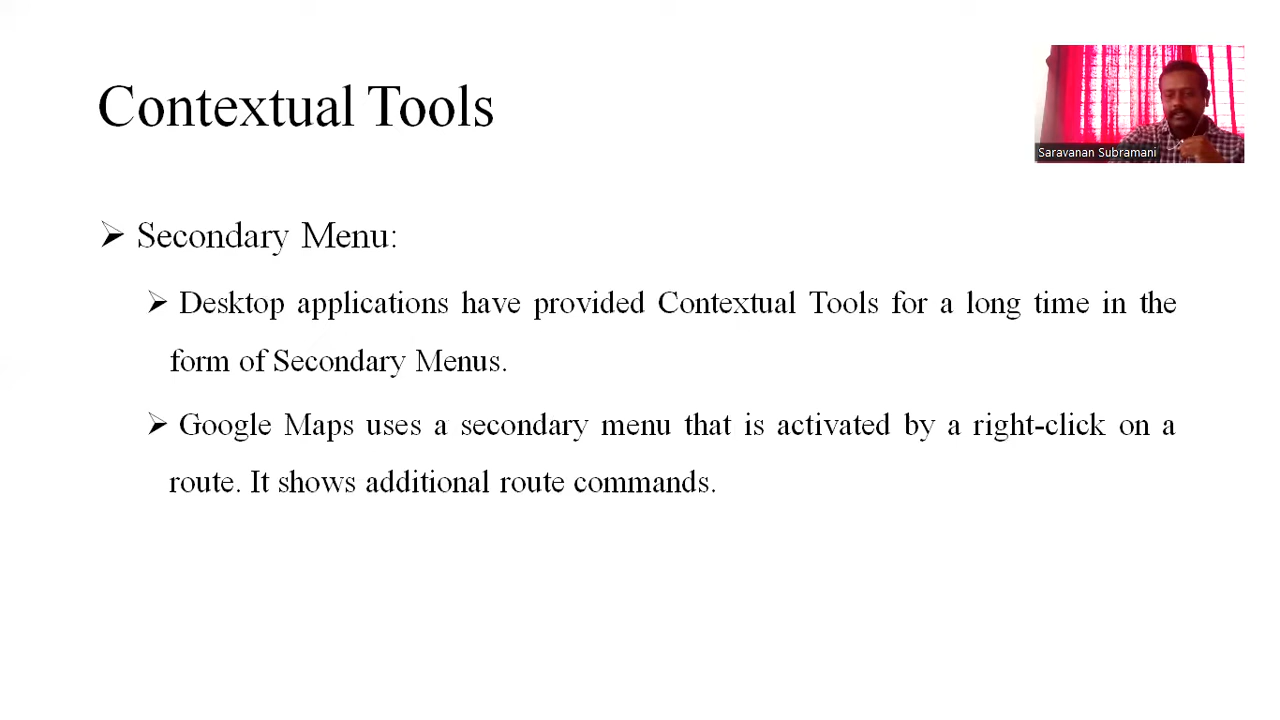 Contextual Tools
Saravanan Subramani
Secondary Menu:
Desktop applications have provided Contextual Tools for a long time in the
form of Secondary Menus.
Google Maps uses a secondary menu that is activated by a right-click on a
route. It shows additional route commands.